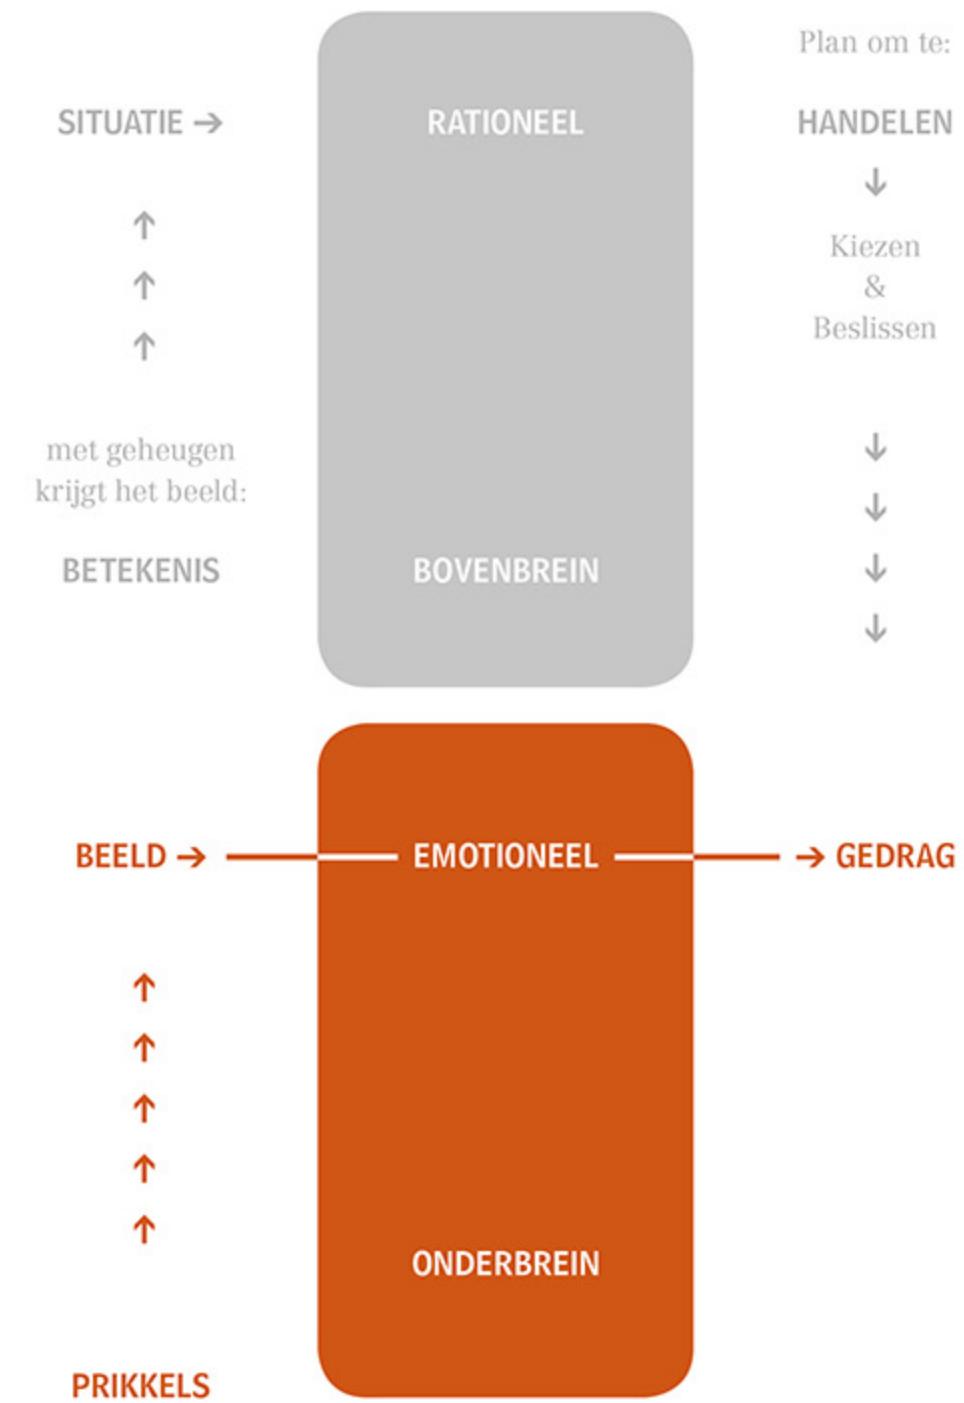 Plan om te:
SITUATIE →
RATIONEEL
HANDELEN
↓
↑
Kiezen
↑
&
Beslissen
↑
met geheugen
↓
krijgt het beeld:
↓
BETEKENIS
BOVENBREIN
↓
↓
BEELD →
EMOTIONEEL
→ GEDRAG
↑
↑
↑
↑
↑
ONDERBREIN
PRIKKELS